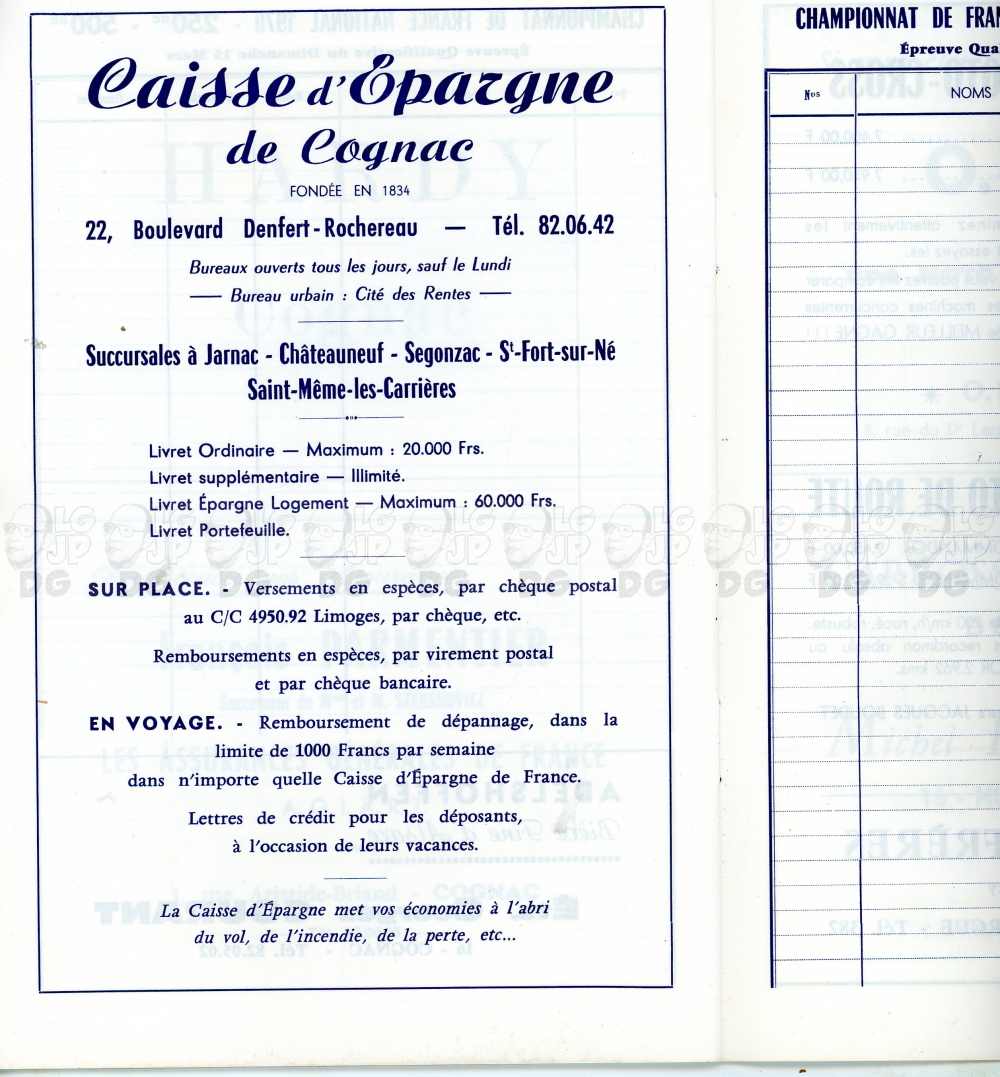 Caisse d'Épargne
de Cognac
FONDÉE EN 1834
22, Boulevard Denfert-Rochereau — Tél. 82.06.42
Bureaux ouverts tous les jours, sauf le Lundi
— Bureau urbain : Cité des Rentes —
Succursales à Jarnac - Châteauneuf - Segonzac - St-Fort-sur-Né
Saint-Même-les-Carrières
Livret Ordinaire — Maximum : 20.000 Frs.
Livret supplémentaire — Illimité.
Livret Épargne Logement — Maximum : 60.000 Frs.
Livret Portefeuille.
SUR PLACE. - Versements en espèces, par chèque postal
au C/C 4950.92 Limoges, par chèque, etc.
Remboursements en espèces, par virement postal
et par chèque bancaire.
EN VOYAGE. - Remboursement de dépannage, dans la
limite de 1000 Francs par semaine
dans n'importe quelle Caisse d'Épargne de France.
Lettres de crédit pour les déposants,
à l'occasion de leurs vacances.
La Caisse d'Épargne met vos économies à l'abri
du vol, de l'incendie, de la perte, etc...
CHAMPIONNAT DE FRAN
Épreuve Qua
Nos NOMS
LG JP DG